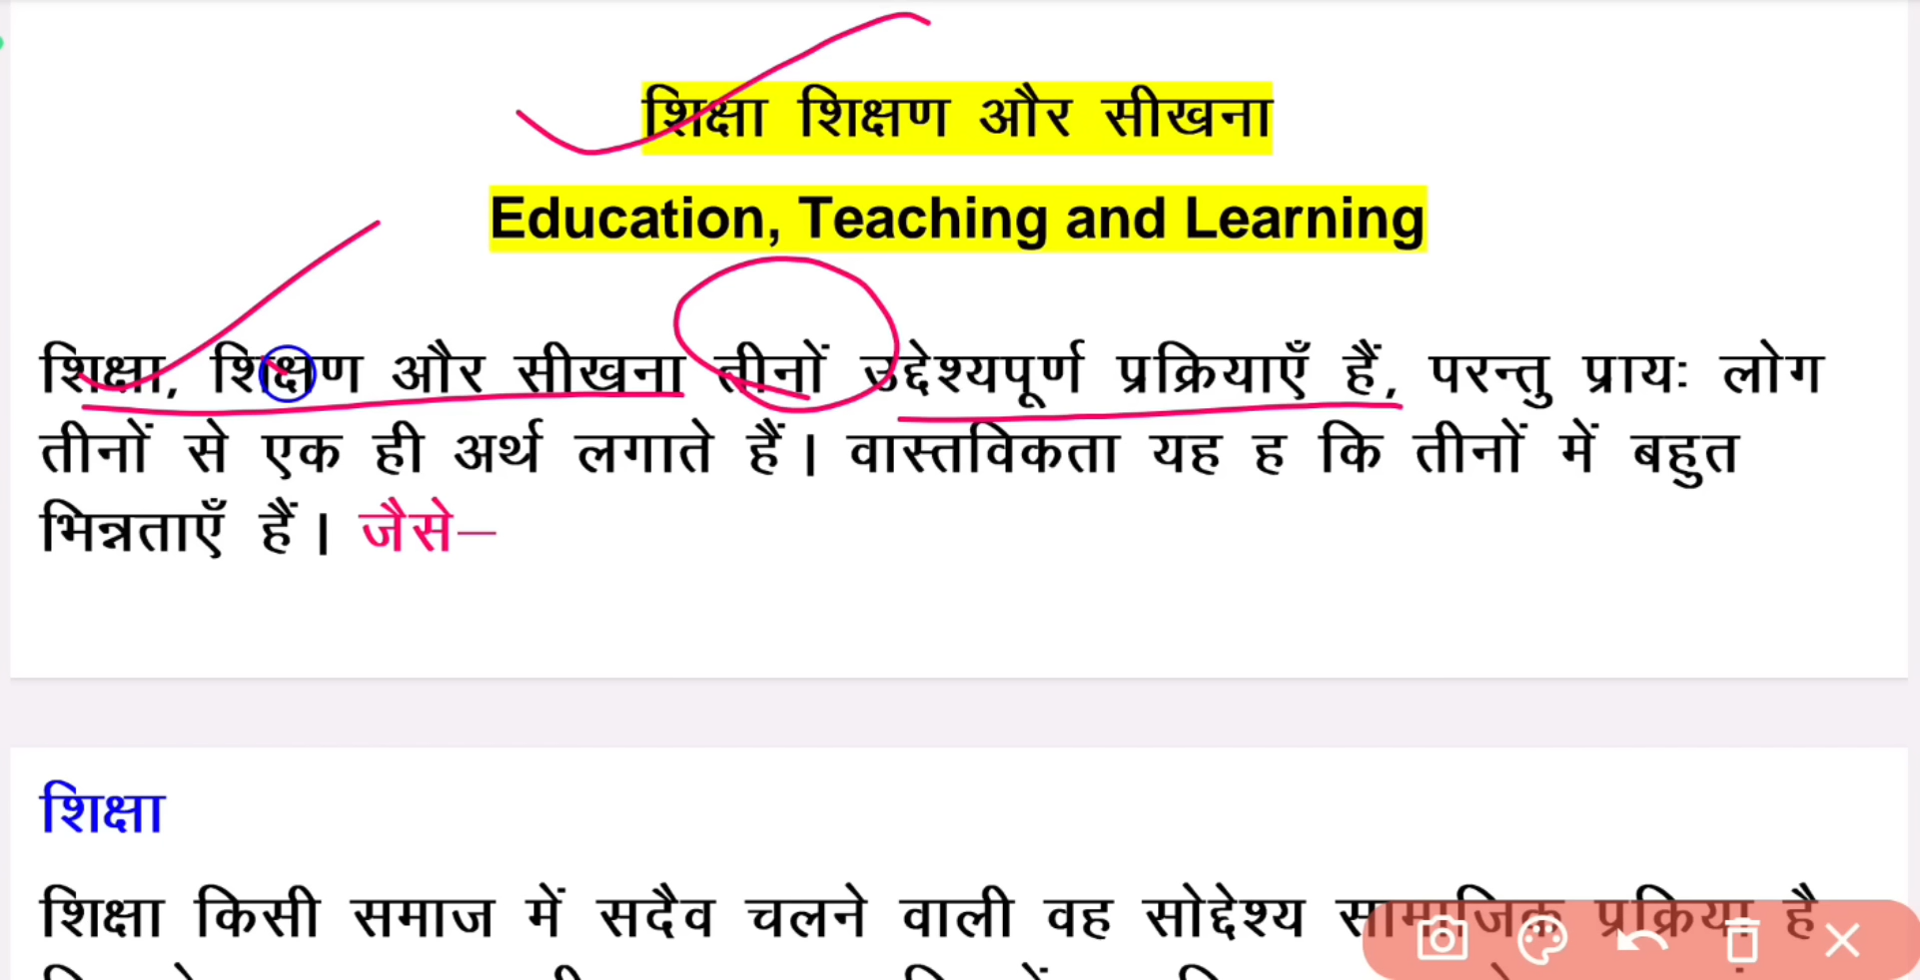 शिक्षा शिक्षण और सीखना
Education, Teaching and Learning
शिक्षा, शिक्षण और सीखना तीनों उद्देश्यपूर्ण प्रक्रियाएँ हैं, परन्तु प्रायः लोग
तीनों से एक ही अर्थ लगाते हैं। वास्तविकता यह ह कि तीनों में बहुत
भिन्नताएँ हैं। जैसे–
शिक्षा
शिक्षा किसी समाज में सदैव चलने वाली वह सोद्देश्य सामाजिक प्रक्रिया है